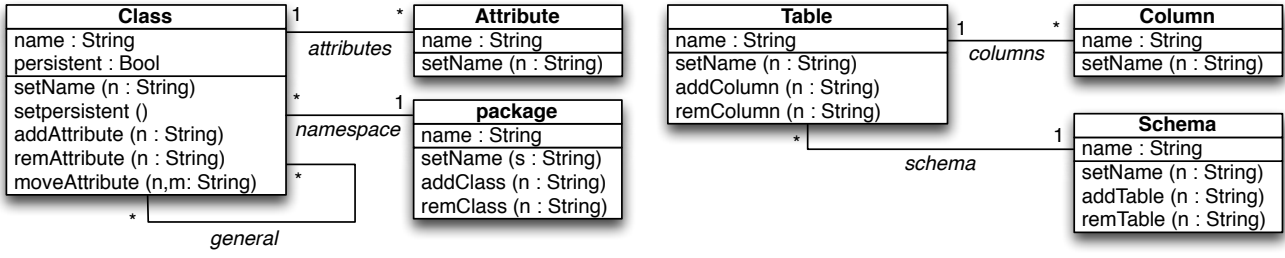 Class
name : String
persistent : Bool
setName (n : String)
setpersistent ()
addAttribute (n : String)
remAttribute (n : String)
moveAttribute (n,m: String)
1
*
attributes
Attribute
name : String
setName (n : String)
*
1
namespace
package
name : String
setName (s : String)
addClass (n : String)
remClass (n : String)
*
*
general
Table
name : String
setName (n : String)
addColumn (n : String)
remColumn (n : String)
1
*
columns
Column
name : String
setName (n : String)
*
1
schema
Schema
name : String
setName (n : String)
addTable (n : String)
remTable (n : String)